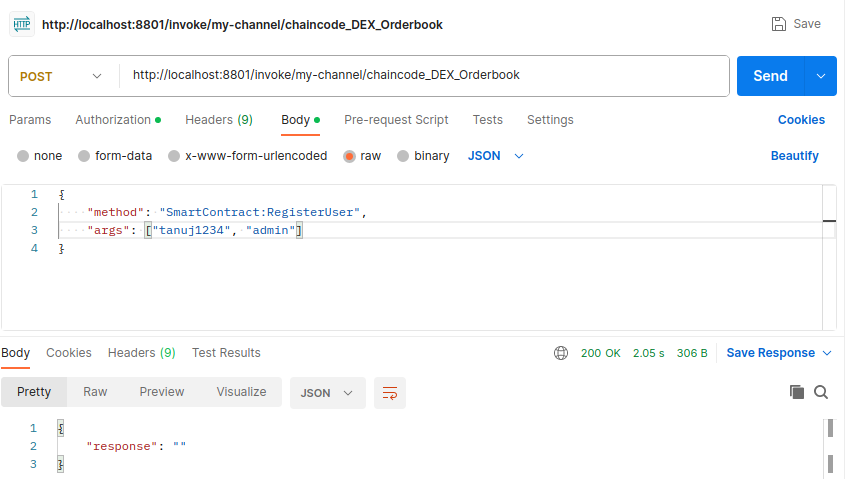 HTTP http://localhost:8801/invoke/my-channel/chaincode_DEX_Orderbook Save
POST http://localhost:8801/invoke/my-channel/chaincode_DEX_Orderbook Send
Params Authorization Headers (9) Body Pre-request Script Tests Settings Cookies
none form-data x-www-form-urlencoded raw binary JSON Beautify
1 {
2 "method": "SmartContract:RegisterUser",
3 "args": ["tanuj1234", "admin"]
4 }
Body Cookies Headers (9) Test Results 200 OK 2.05 s 306 B Save Response
Pretty Raw Preview Visualize JSON
1 {
2 "response": ""
3 }